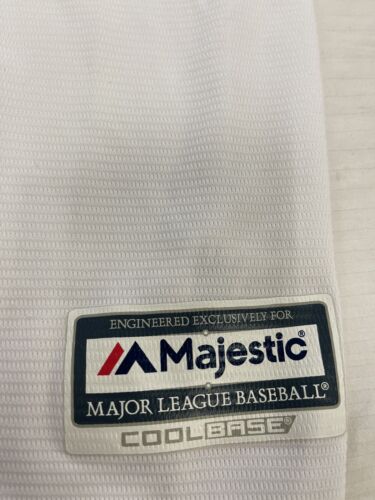 ENGINEERED EXCLUSIVELY FOR
Majestic®
MAJOR LEAGUE BASEBALL®
COOLBASE®